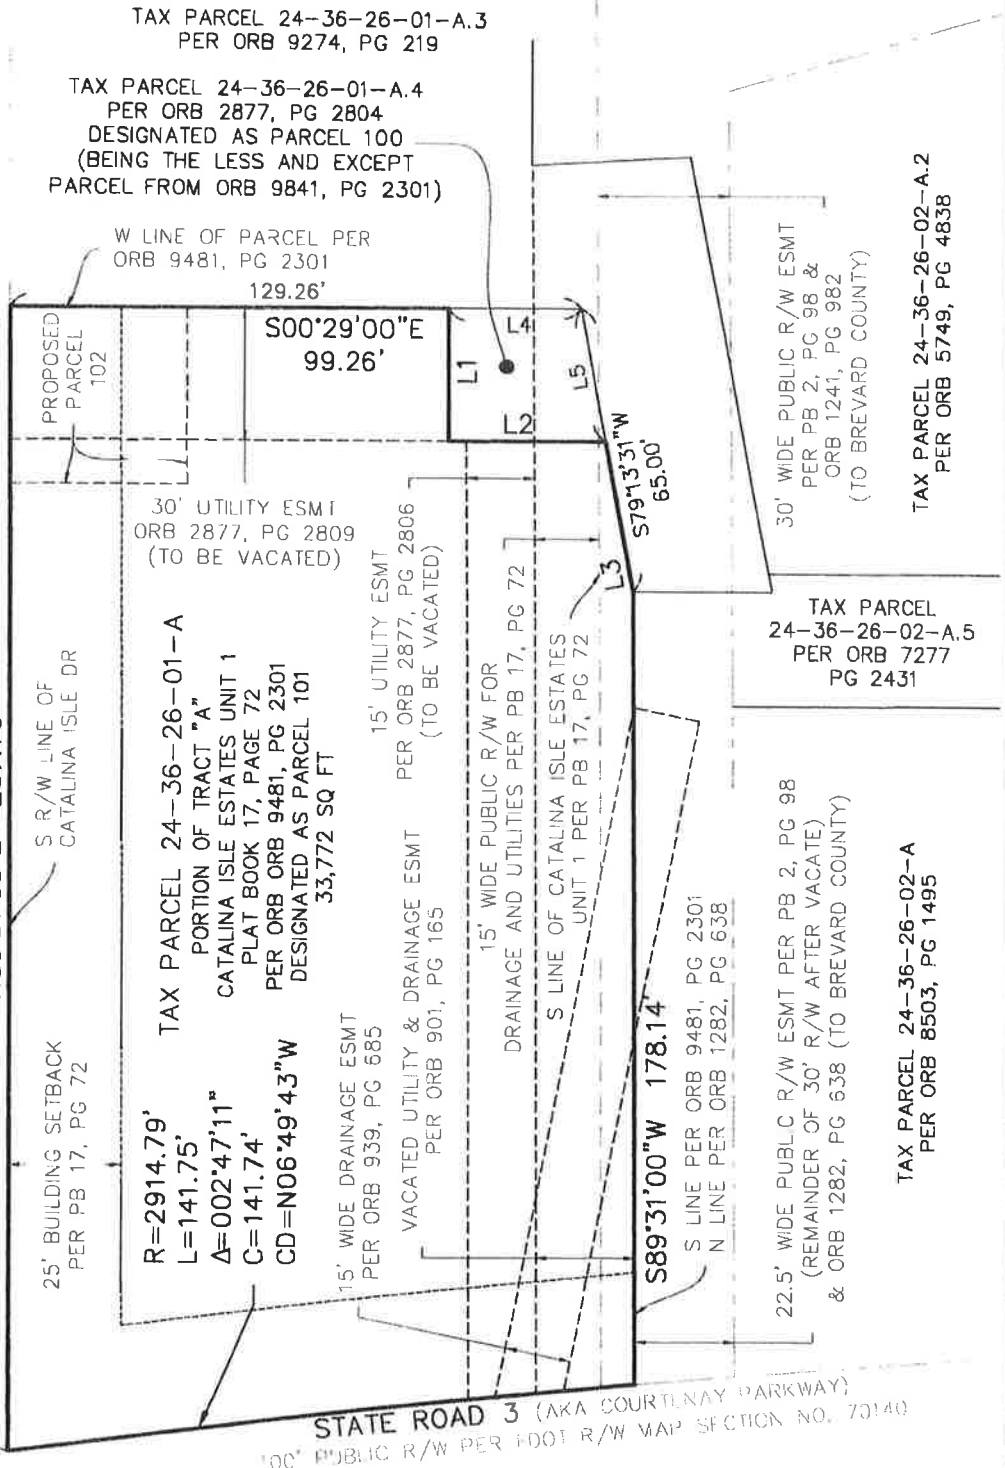 TAX PARCEL 24-36-26-01-A.3
PER ORB 9274, PG 219
TAX PARCEL 24-36-26-01-A.4
PER ORB 2877, PG 2804
DESIGNATED AS PARCEL 100
(BEING THE LESS AND EXCEPT
PARCEL FROM ORB 9841, PG 2301)
W LINE OF PARCEL PER
ORB 9481, PG 2301
129.26'
S00°29'00"E
99.26'
PROPOSED
PARCEL
102
L1
L4
L5
L2
L3
S79°13'31"W
65.00'
30' WIDE PUBLIC R/W ESMT
PER PB 2, PG 98 &
ORB 1241, PG 982
(TO BREVARD COUNTY)
TAX PARCEL 24-36-26-02-A.2
PER ORB 5749, PG 4838
30' UTILITY ESMT
ORB 2877, PG 2809
(TO BE VACATED)
15' UTILITY ESMT
PER ORB 2877, PG 2806
(TO BE VACATED)
TAX PARCEL
24-36-26-02-A.5
PER ORB 7277
PG 2431
S R/W LINE OF
CATALINA ISLE DR
TAX PARCEL 24-36-26-01-A
PORTION OF TRACT "A"
CATALINA ISLE ESTATES UNIT 1
PLAT BOOK 17, PAGE 72
PER ORB 9481, PG 2301
DESIGNATED AS PARCEL 101
33,772 SQ FT
15' WIDE PUBLIC R/W FOR
DRAINAGE AND UTILITIES PER PB 17, PG 72
S LINE OF CATALINA ISLE ESTATES
UNIT 1 PER PB 17, PG 72
25' BUILDING SETBACK
PER PB 17, PG 72
R=2914.79'
L=141.75'
Δ=002°47'11"
C=141.74'
CD=N06°49'43"W
15' WIDE DRAINAGE ESMT
PER ORB 939, PG 685
VACATED UTILITY & DRAINAGE ESMT
PER ORB 901, PG 165
S89°31'00"W 178.14'
S LINE PER ORB 9481, PG 2301
N LINE PER ORB 1282, PG 638
22.5' WIDE PUBLIC R/W ESMT PER PB 2, PG 98
(REMAINDER OF 30' R/W AFTER VACATE)
& ORB 1282, PG 638 (TO BREVARD COUNTY)
TAX PARCEL 24-36-26-02-A
PER ORB 8503, PG 1495
STATE ROAD 3 (AKA COURTENAY PARKWAY)
100' PUBLIC R/W PER FDOT R/W MAP SECTION NO. 70140